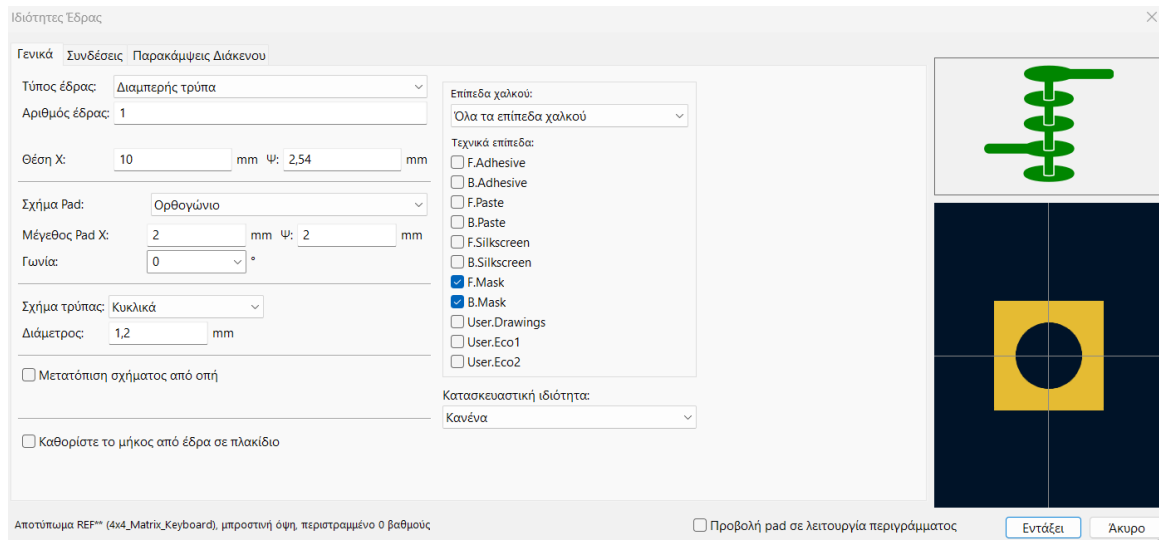 Ιδιότητες Έδρας
Γενικά Συνδέσεις Παρακάμψεις Διάκενου
Τύπος έδρας: Διαμπερής τρύπα
Αριθμός έδρας: 1
Θέση Χ: 10 mm Ψ: 2,54 mm
Σχήμα Pad: Ορθογώνιο
Μέγεθος Pad X: 2 mm Ψ: 2 mm
Γωνία: 0 °
Σχήμα τρύπας: Κυκλικά
Διάμετρος: 1,2 mm
Μετατόπιση σχήματος από οπή
Καθορίστε το μήκος από έδρα σε πλακίδιο
Επίπεδα χαλκού:
Όλα τα επίπεδα χαλκού
Τεχνικά επίπεδα:
F.Adhesive
B.Adhesive
F.Paste
B.Paste
F.Silkscreen
B.Silkscreen
F.Mask
B.Mask
User.Drawings
User.Eco1
User.Eco2
Κατασκευαστική ιδιότητα:
Κανένα
Αποτύπωμα REF** (4x4_Matrix_Keyboard), μπροστινή όψη, περιστραμμένο 0 βαθμούς
Προβολή pad σε λειτουργία περιγράμματος
Εντάξει Άκυρο